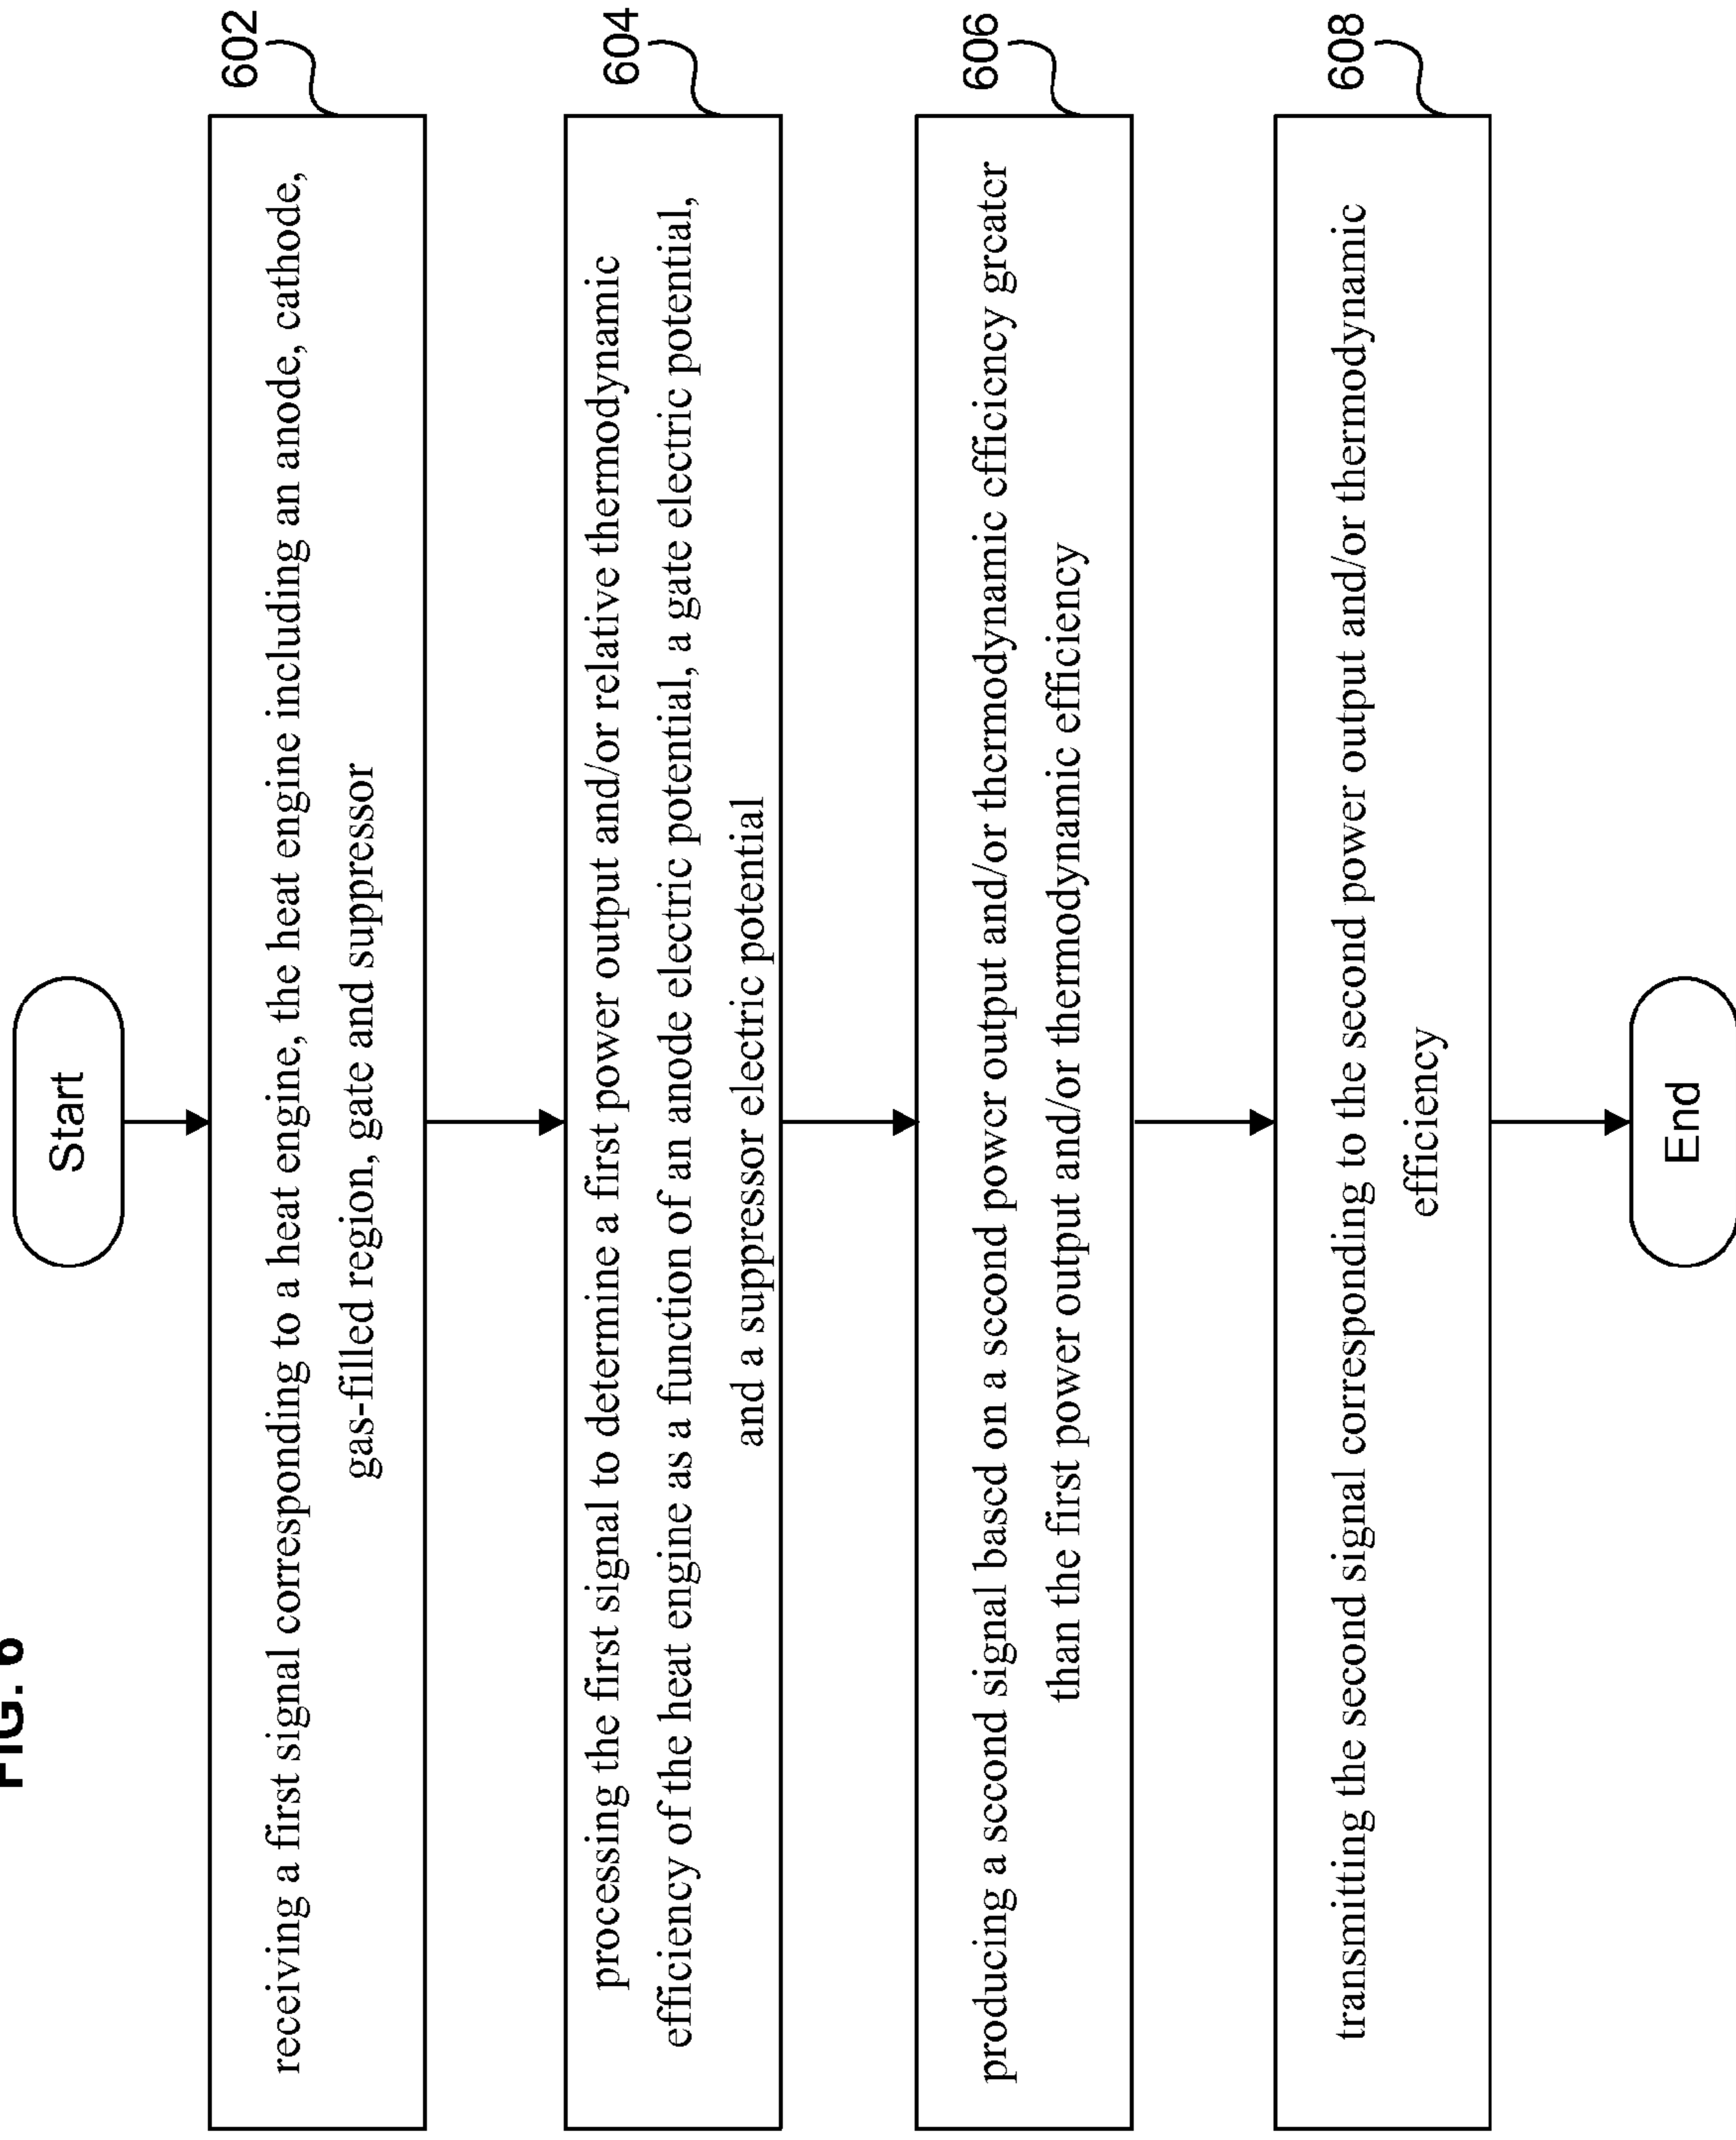 FIG. 6
Start
602
receiving a first signal corresponding to a heat engine, the heat engine including an anode, cathode,
gas-filled region, gate and suppressor
604
processing the first signal to determine a first power output and/or relative thermodynamic
efficiency of the heat engine as a function of an anode electric potential, a gate electric potential,
and a suppressor electric potential
606
producing a second signal based on a second power output and/or thermodynamic efficiency greater
than the first power output and/or thermodynamic efficiency
608
transmitting the second signal corresponding to the second power output and/or thermodynamic
efficiency
End